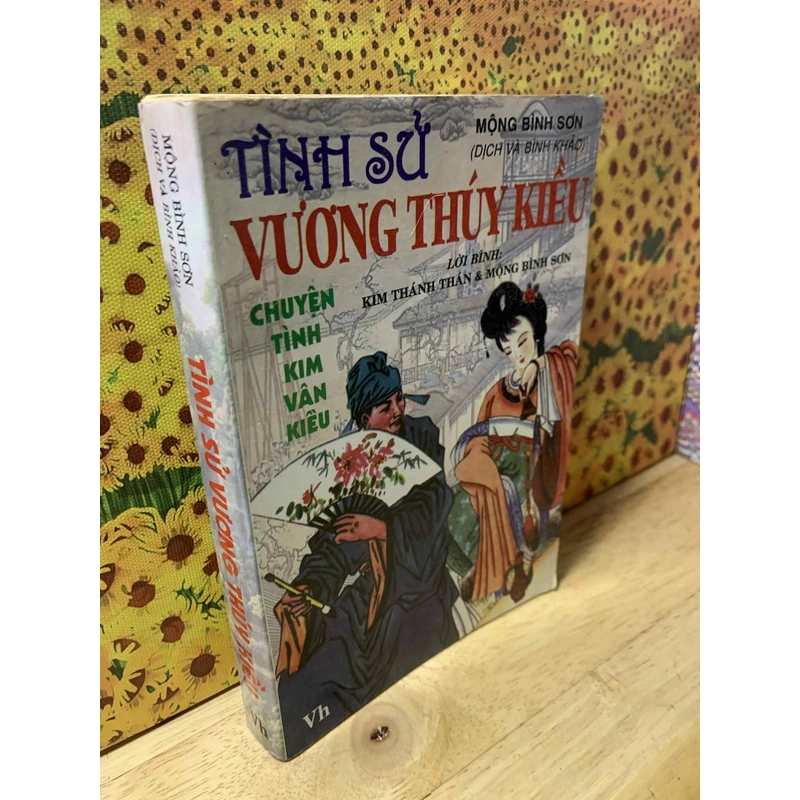 MỘNG BÌNH SƠN
(DỊCH VÀ BÌNH KHẢO)
TÌNH SỬ VƯƠNG THÚY KIỀU
Vh
TÌNH SỬ
MỘNG BÌNH SƠN
(DỊCH VÀ BÌNH KHẢO)
VƯƠNG THÚY KIỀU
LỜI BÌNH:
KIM THÁNH THÁN & MỘNG BÌNH SƠN
CHUYỆN
TÌNH
KIM
VÂN
KIỀU
Vh